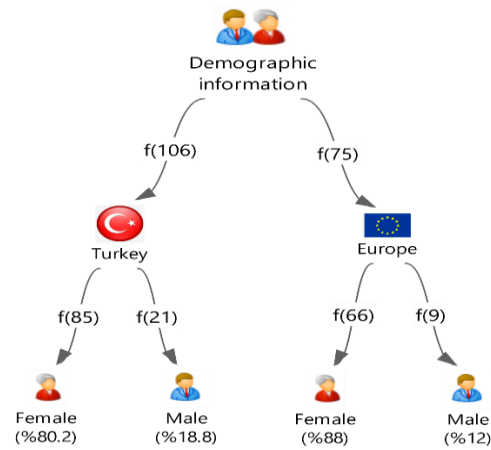 Demographic
information
f(106)
f(75)
Turkey
Europe
f(85)
f(21)
f(66)
f(9)
Female
(%80.2)
Male
(%18.8)
Female
(%88)
Male
(%12)